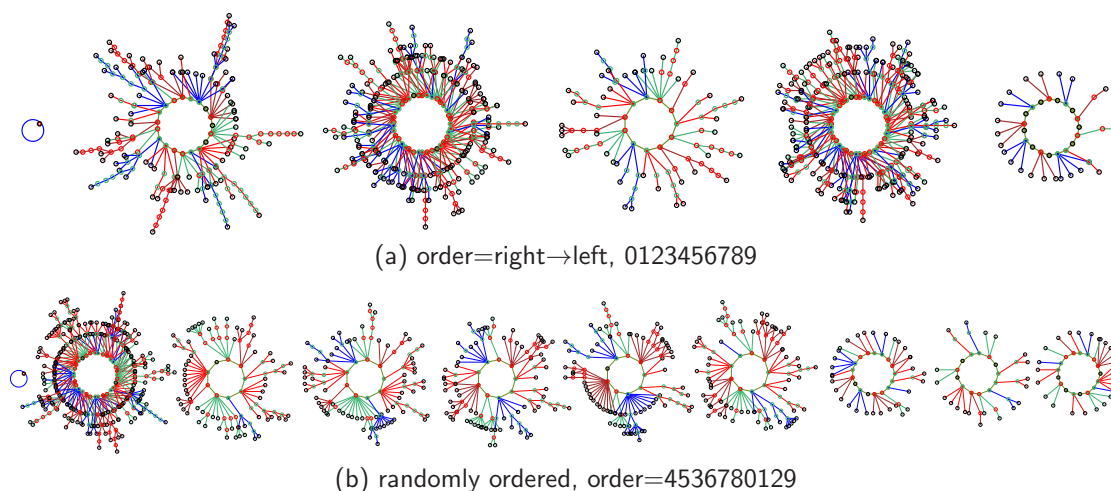 (a) order=right→left, 0123456789
(b) randomly ordered, order=4536780129